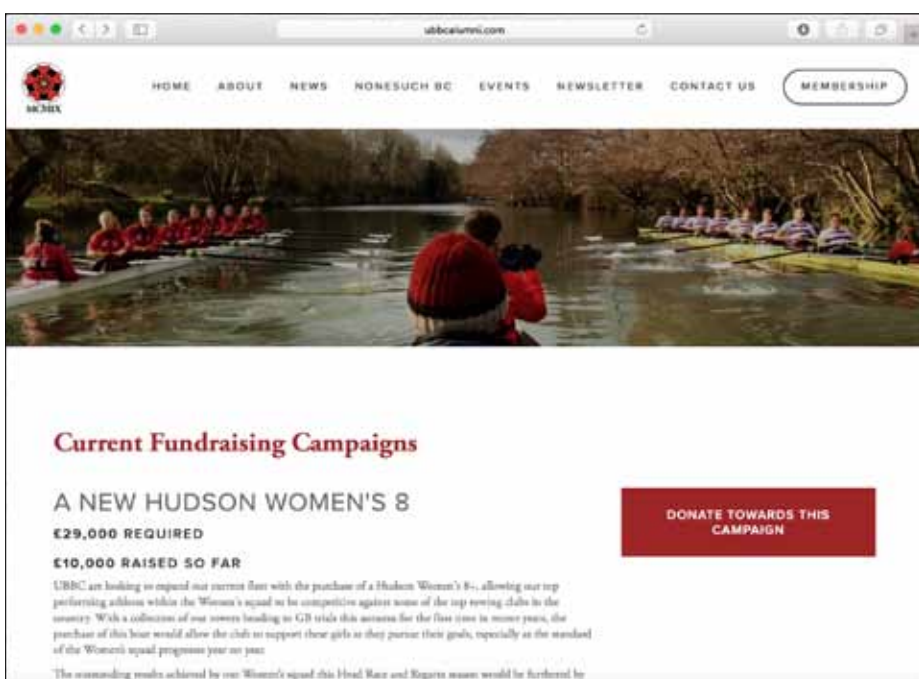 ubbcalumni.com
MCMIX
HOME ABOUT NEWS NONESUCH BC EVENTS NEWSLETTER CONTACT US MEMBERSHIP
Current Fundraising Campaigns
A NEW HUDSON WOMEN'S 8
£29,000 REQUIRED
£10,000 RAISED SO FAR
DONATE TOWARDS THIS
CAMPAIGN
UBBC are looking to expand our current fleet with the purchase of a Hudson Women's 8+, allowing our top
performing athletes within the Women's squad to be competitive against some of the top rowing clubs in the
country. With a collection of our rowers heading to GB trials this autumn for the first time in recent years, the
purchase of this boat would allow the club to support these girls as they pursue their goals, especially as the standard
of the Women's squad progresses year on year.
The outstanding results achieved by our Women's squad this Head Race and Regatta season would be furthered by